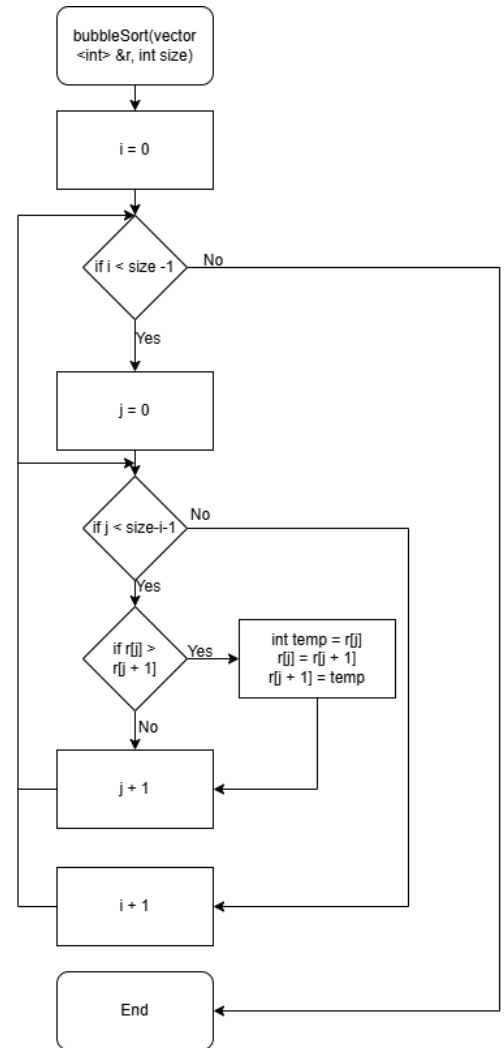 bubbleSort(vector
<int> &r, int size)
i = 0
if i < size -1
No
Yes
j = 0
if j < size-i-1
No
Yes
if r[j] >
r[j + 1]
Yes
int temp = r[j]
r[j] = r[j + 1]
r[j + 1] = temp
No
j + 1
i + 1
End